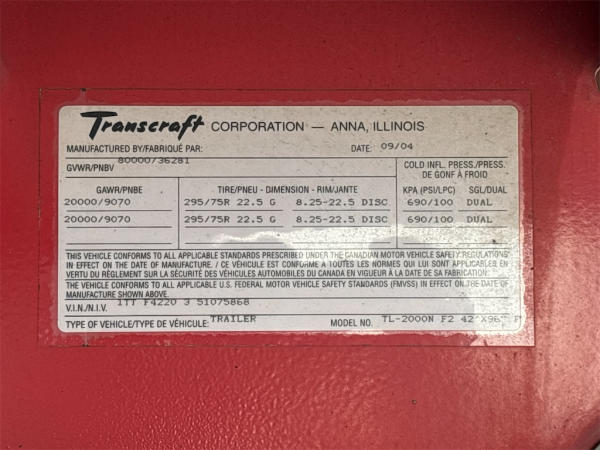 Transcraft CORPORATION — ANNA, ILLINOIS
MANUFACTURED BY/FABRIQUÉ PAR: DATE: 09/04
GVWR/PNBV 80000/36281
COLD INFL. PRESS./PRESS. DE GONF À FROID
GAWR/PNBE TIRE/PNEU - DIMENSION - RIM/JANTE KPA (PSI/LPC) SGL/DUAL
20000/9070 295/75R 22.5 G 8.25-22.5 DISC 690/100 DUAL
20000/9070 295/75R 22.5 G 8.25-22.5 DISC 690/100 DUAL
THIS VEHICLE CONFORMS TO ALL APPLICABLE STANDARDS PRESCRIBED UNDER THE CANADIAN MOTOR VEHICLE SAFETY REGULATIONS
IN EFFECT ON THE DATE OF MANUFACTURE. / CE VÉHICULE EST CONFORME À TOUTES LES NORMES QUI LUI SONT APPLICABLES EN
VERTU DU RÈGLEMENT SUR LA SÉCURITÉ DES VÉHICULES AUTOMOBILES DU CANADA EN VIGUEUR À LA DATE DE SA FABRICATION.
THE VEHICLE CONFORMS TO ALL APPLICABLE U.S. FEDERAL MOTOR VEHICLE SAFETY STANDARDS (FMVSS) IN EFFECT ON THE DATE OF
MANUFACTURE SHOWN ABOVE.
V.I.N./N.I.V. 1TT F4220 3 51075868
TYPE OF VEHICLE/TYPE DE VÉHICULE: TRAILER MODEL NO. TL-2000N F2 42'X96" F